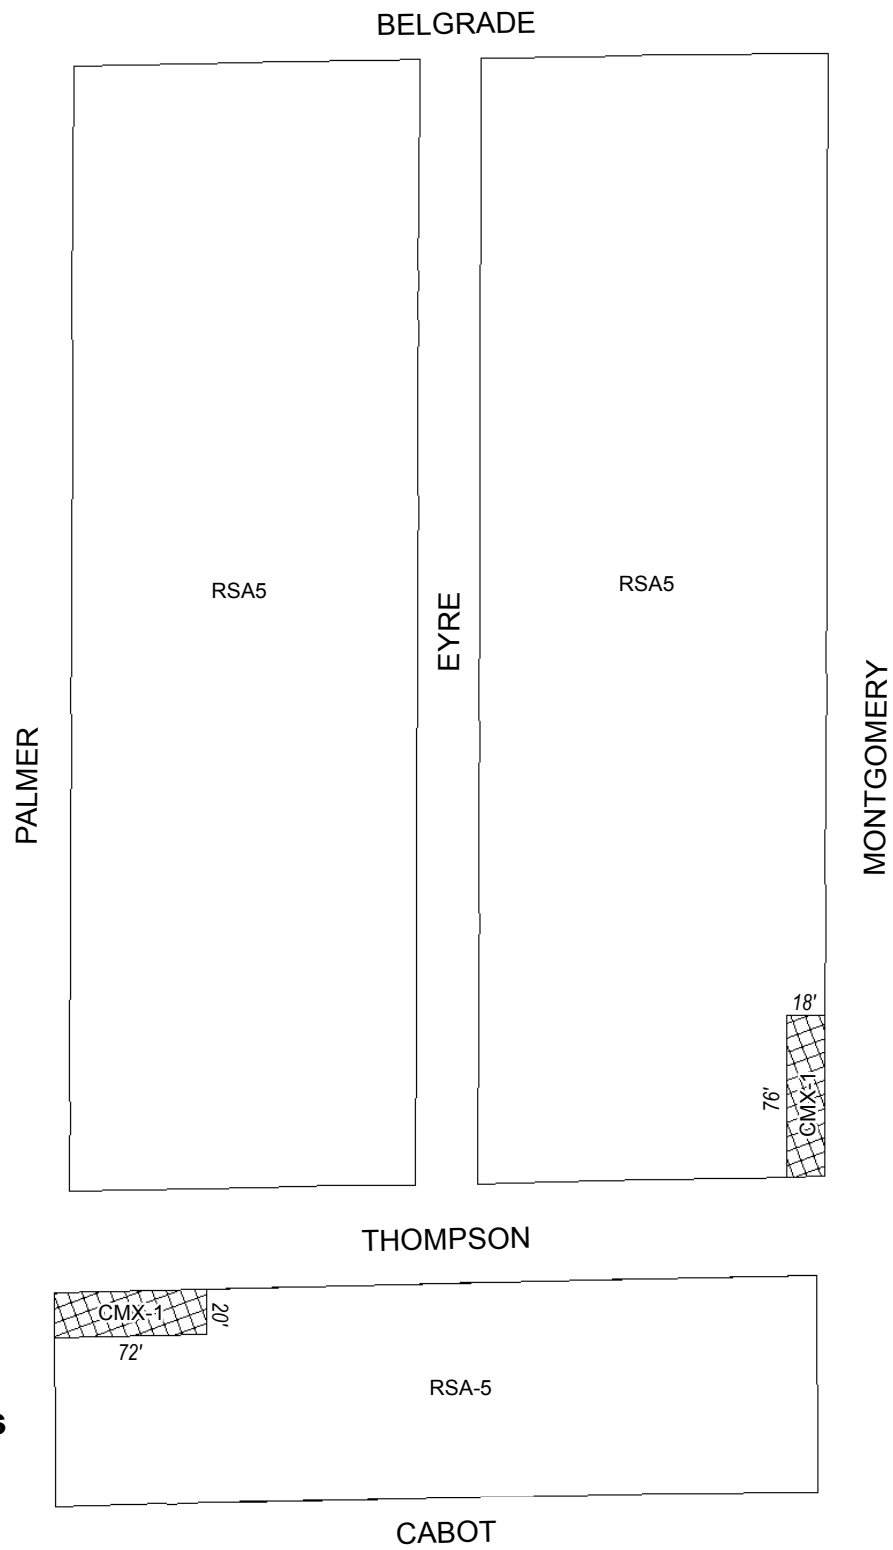 BELGRADE
RSA5
RSA5
EYRE
PALMER
MONTGOMERY
18'
76'
CMX-1
THOMPSON
CMX-1
20'
72'
RSA-5
s
CABOT